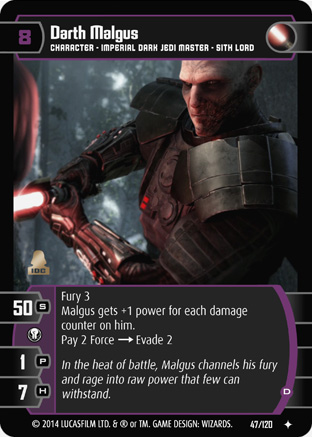 8
Darth Malgus
CHARACTER • IMPERIAL DARK JEDI MASTER • SITH LORD
IDC
50 S
Fury 3
Malgus gets +1 power for each damage
counter on him.
Pay 2 Force → Evade 2
1 P
In the heat of battle, Malgus channels his fury
and rage into raw power that few can
withstand.
7 H
D
© 2014 LUCASFILM LTD. & ® or TM. GAME DESIGN: WIZARDS. 47/120